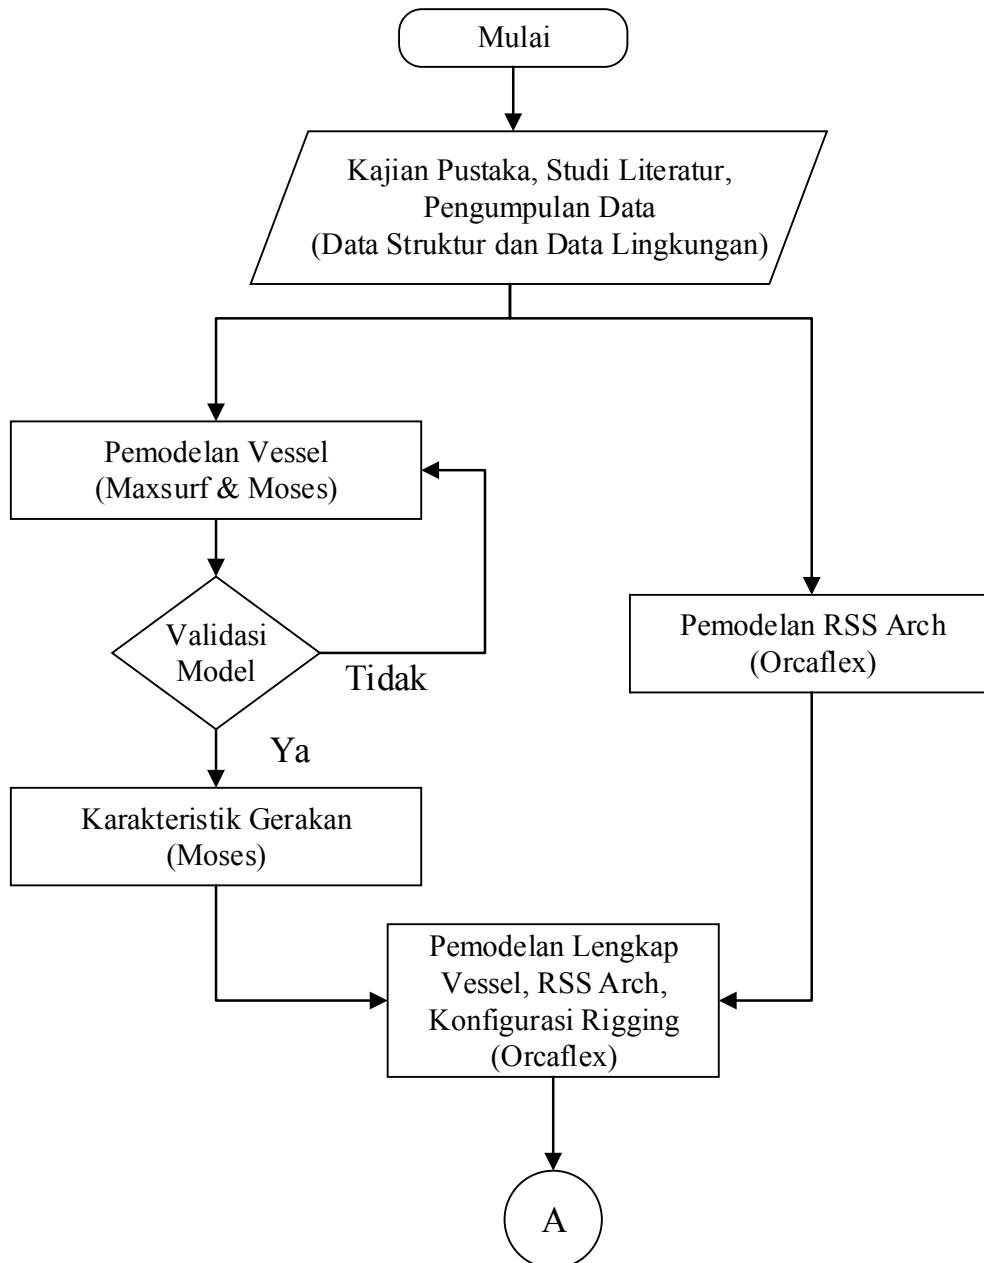 Mulai
Kajian Pustaka, Studi Literatur,
Pengumpulan Data
(Data Struktur dan Data Lingkungan)
Pemodelan Vessel
(Maxsurf & Moses)
Validasi
Model
Tidak
Ya
Pemodelan RSS Arch
(Orcaflex)
Karakteristik Gerakan
(Moses)
Pemodelan Lengkap
Vessel, RSS Arch,
Konfigurasi Rigging
(Orcaflex)
A